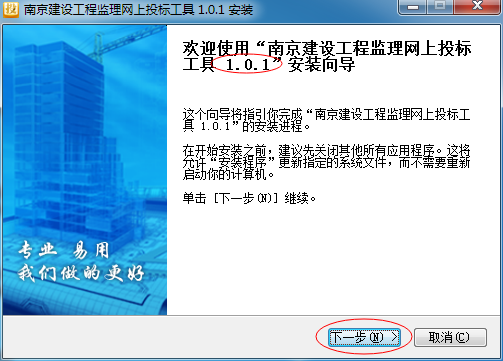 南京建设工程监理网上投标工具 1.0.1 安装
欢迎使用“南京建设工程监理网上投标
工具 1.0.1”安装向导
这个向导将指引你完成“南京建设工程监理网上投标工
具 1.0.1”的安装进程。
在开始安装之前，建议先关闭其他所有应用程序。这将
允许“安装程序”更新指定的系统文件，而不需要重新
启动你的计算机。
单击 [下一步(N)] 继续。
专业 易用
我们做的更好
下一步(N) >
取消(C)